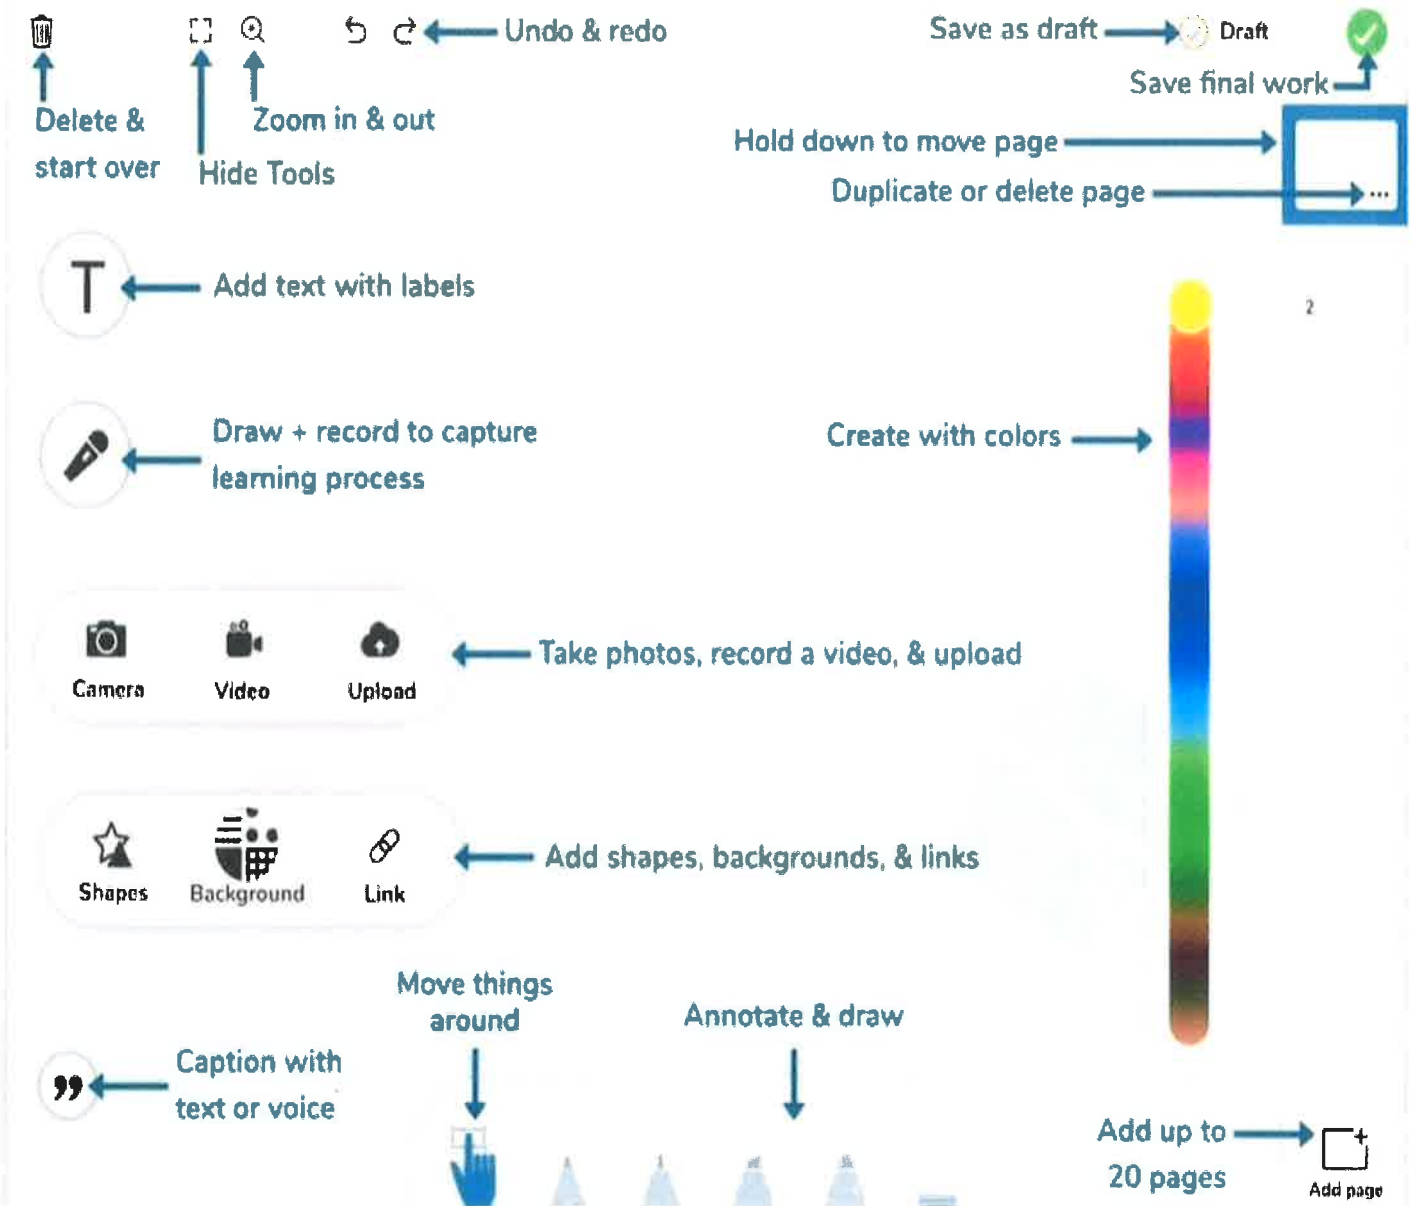 Undo & redo
Save as draft
Draft
Save final work
Delete &
start over
Zoom in & out
Hide Tools
Hold down to move page
Duplicate or delete page
...
T
Add text with labels
2
Draw + record to capture
learning process
Create with colors
Camera
Video
Upload
Take photos, record a video, & upload
Shapes
Background
Link
Add shapes, backgrounds, & links
Move things
around
Annotate & draw
Caption with
text or voice
Add up to
20 pages
Add page